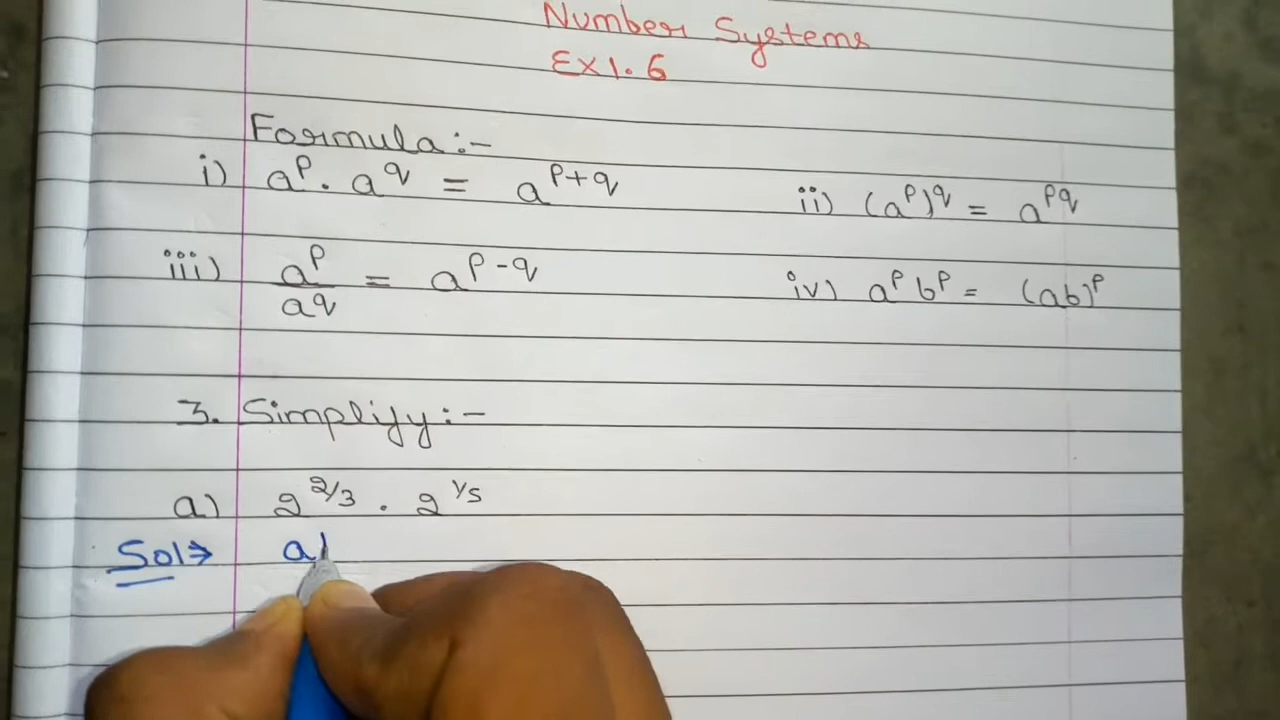 Number Systems
Ex 1.6
Formula:-
i) a^p . a^q = a^(p+q)    ii) (a^p)^q = a^(pq)
iii) a^p / a^q = a^(p-q)    iv) a^p b^p = (ab)^p
3. Simplify:-
a) 2^(2/3) . 2^(1/5)
Sol⇒ a)